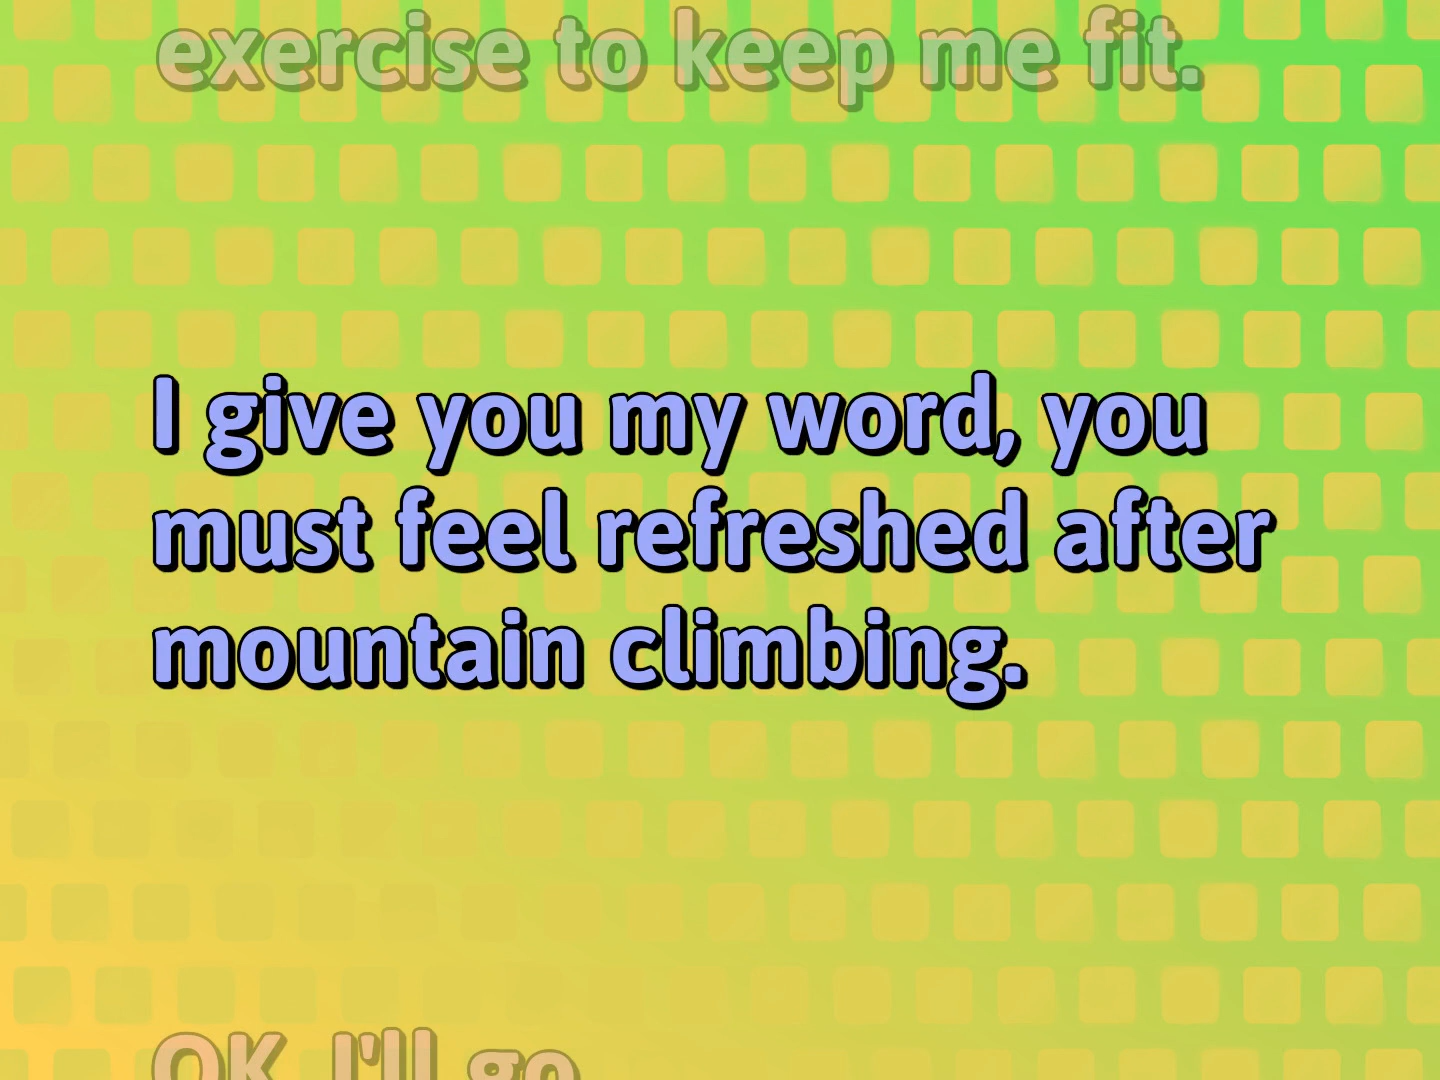 exercise to keep me fit.
I give you my word, you
must feel refreshed after
mountain climbing.
OK, I'll go